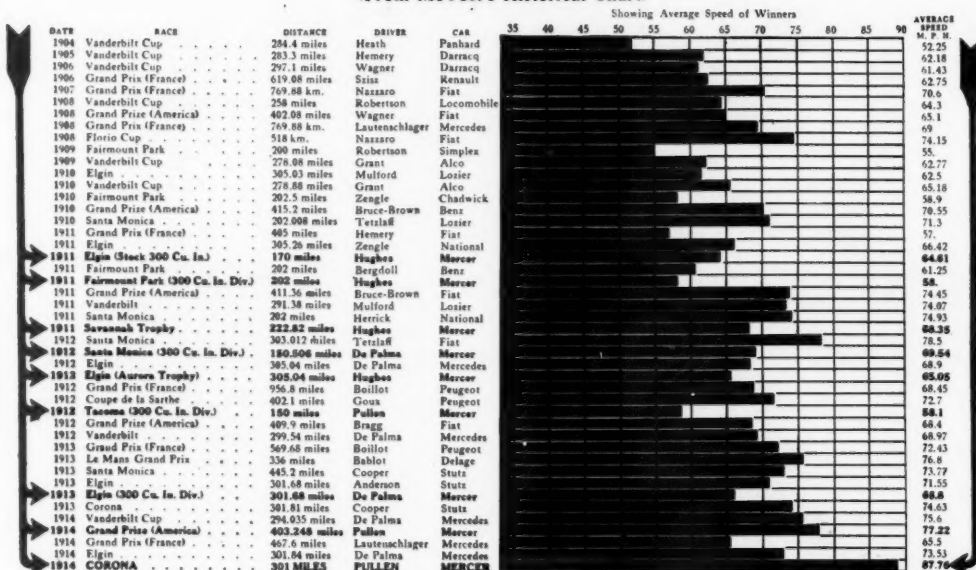 Showing Average Speed of Winners
35 40 45 50 55 60 65 70 75 80 85 90
AVERAGE SPEED M. P. H.
DATE RACE DISTANCE DRIVER CAR
1904 Vanderbilt Cup 284.4 miles Heath Panhard 52.25
1905 Vanderbilt Cup 283.3 miles Hemery Darracq 62.18
1906 Vanderbilt Cup 297.1 miles Wagner Darracq 61.43
1906 Grand Prix (France) 619.08 miles Szisz Renault 62.75
1907 Grand Prix (France) 769.88 km. Nazzaro Fiat 70.6
1908 Vanderbilt Cup 258 miles Robertson Locomobile 64.3
1908 Grand Prize (America) 402.08 miles Wagner Fiat 65.1
1908 Grand Prix (France) 769.88 km. Lautenschlager Mercedes 69
1908 Florio Cup 518 km. Nazzaro Fiat 74.15
1909 Fairmount Park 200 miles Robertson Simplex 55.
1909 Vanderbilt Cup 278.08 miles Grant Alco 62.77
1910 Elgin 305.03 miles Mulford Lozier 62.5
1910 Vanderbilt Cup 278.88 miles Grant Alco 65.18
1910 Fairmount Park 202.5 miles Zengle Chadwick 58.9
1910 Grand Prize (America) 415.2 miles Bruce-Brown Benz 70.55
1910 Santa Monica 202.008 miles Tetzlaff Lozier 71.3
1911 Grand Prix (France) 405 miles Hemery Fiat 57.
1911 Elgin 305.26 miles Zengle National 66.42
1911 Elgin (Stock 300 Cu. In.) 170 miles Hughes Mercer 64.61
1911 Fairmount Park 202 miles Bergdoll Benz 61.25
1911 Fairmount Park (300 Cu. In. Div.) 202 miles Hughes Mercer 58.
1911 Grand Prize (America) 411.36 miles Bruce-Brown Fiat 74.45
1911 Vanderbilt 291.38 miles Mulford Lozier 74.07
1911 Santa Monica 202 miles Herrick National 74.93
1911 Savannah Trophy 222.82 miles Hughes Mercer 68.35
1912 Santa Monica 303.012 miles Tetzlaff Fiat 78.5
1912 Santa Monica (300 Cu. In. Div.) 150.506 miles De Palma Mercer 69.54
1912 Elgin 305.04 miles De Palma Mercedes 68.9
1912 Elgin (Aurora Trophy) 305.04 miles Hughes Mercer 65.05
1912 Grand Prix (France) 956.8 miles Boillot Peugeot 68.45
1912 Coupe de la Sarthe 402.1 miles Goux Peugeot 72.7
1912 Tacoma (300 Cu. In. Div.) 150 miles Pullen Mercer 58.1
1912 Grand Prize (America) 409.9 miles Bragg Fiat 68.4
1912 Vanderbilt 299.54 miles De Palma Mercedes 68.97
1913 Grand Prix (France) 569.68 miles Boillot Peugeot 72.43
1913 Le Mans Grand Prix 336 miles Bablot Delage 76.8
1913 Santa Monica 445.2 miles Cooper Stutz 73.77
1913 Elgin 301.68 miles Anderson Stutz 71.55
1913 Elgin (300 Cu. In. Div.) 301.68 miles De Palma Mercer 66.8
1913 Corona 301.81 miles Cooper Stutz 74.63
1914 Vanderbilt Cup 294.035 miles De Palma Mercedes 75.6
1914 Grand Prize (America) 403.248 miles Pullen Mercer 77.22
1914 Grand Prix (France) 467.6 miles Lautenschlager Mercedes 65.5
1914 Elgin 301.84 miles De Palma Mercedes 73.53
1914 CORONA 301 MILES PULLEN MERCER 87.76